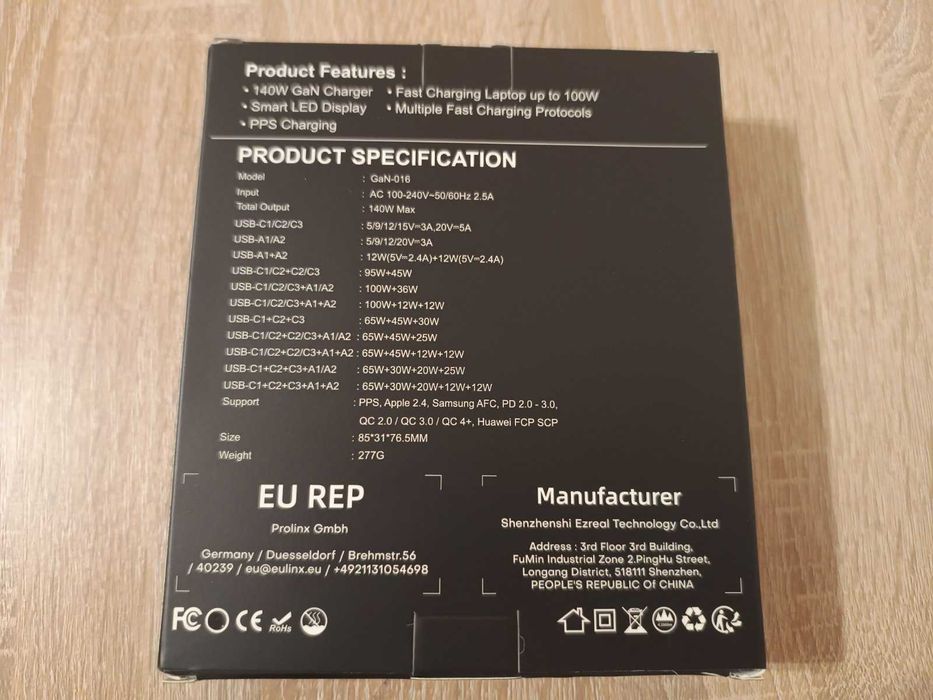 Product Features :
• 140W GaN Charger • Fast Charging Laptop up to 100W
• Smart LED Display • Multiple Fast Charging Protocols
• PPS Charging
PRODUCT SPECIFICATION
Model : GaN-016
Input : AC 100-240V~50/60Hz 2.5A
Total Output : 140W Max
USB-C1/C2/C3 : 5/9/12/15V⎓3A,20V⎓5A
USB-A1/A2 : 5/9/12/20V⎓3A
USB-A1+A2 : 12W(5V⎓2.4A)+12W(5V⎓2.4A)
USB-C1/C2+C2/C3 : 95W+45W
USB-C1/C2/C3+A1/A2 : 100W+36W
USB-C1/C2/C3+A1+A2 : 100W+12W+12W
USB-C1+C2+C3 : 65W+45W+30W
USB-C1/C2+C2/C3+A1/A2 : 65W+45W+25W
USB-C1/C2+C2/C3+A1+A2 : 65W+45W+12W+12W
USB-C1+C2+C3+A1/A2 : 65W+30W+20W+25W
USB-C1+C2+C3+A1+A2 : 65W+30W+20W+12W+12W
Support : PPS, Apple 2.4, Samsung AFC, PD 2.0 - 3.0,
QC 2.0 / QC 3.0 / QC 4+, Huawei FCP SCP
Size : 85*31*76.5MM
Weight : 277G
EU REP
Prolinx Gmbh
Germany / Duesseldorf / Brehmstr.56
/ 40239 / eu@eulinx.eu / +4921131054698
Manufacturer
Shenzhenshi Ezreal Technology Co.,Ltd
Address : 3rd Floor 3rd Building,
FuMin Industrial Zone 2.PingHu Street,
Longang District, 518111 Shenzhen,
PEOPLE'S REPUBLIC Of CHINA
FC CE RoHs